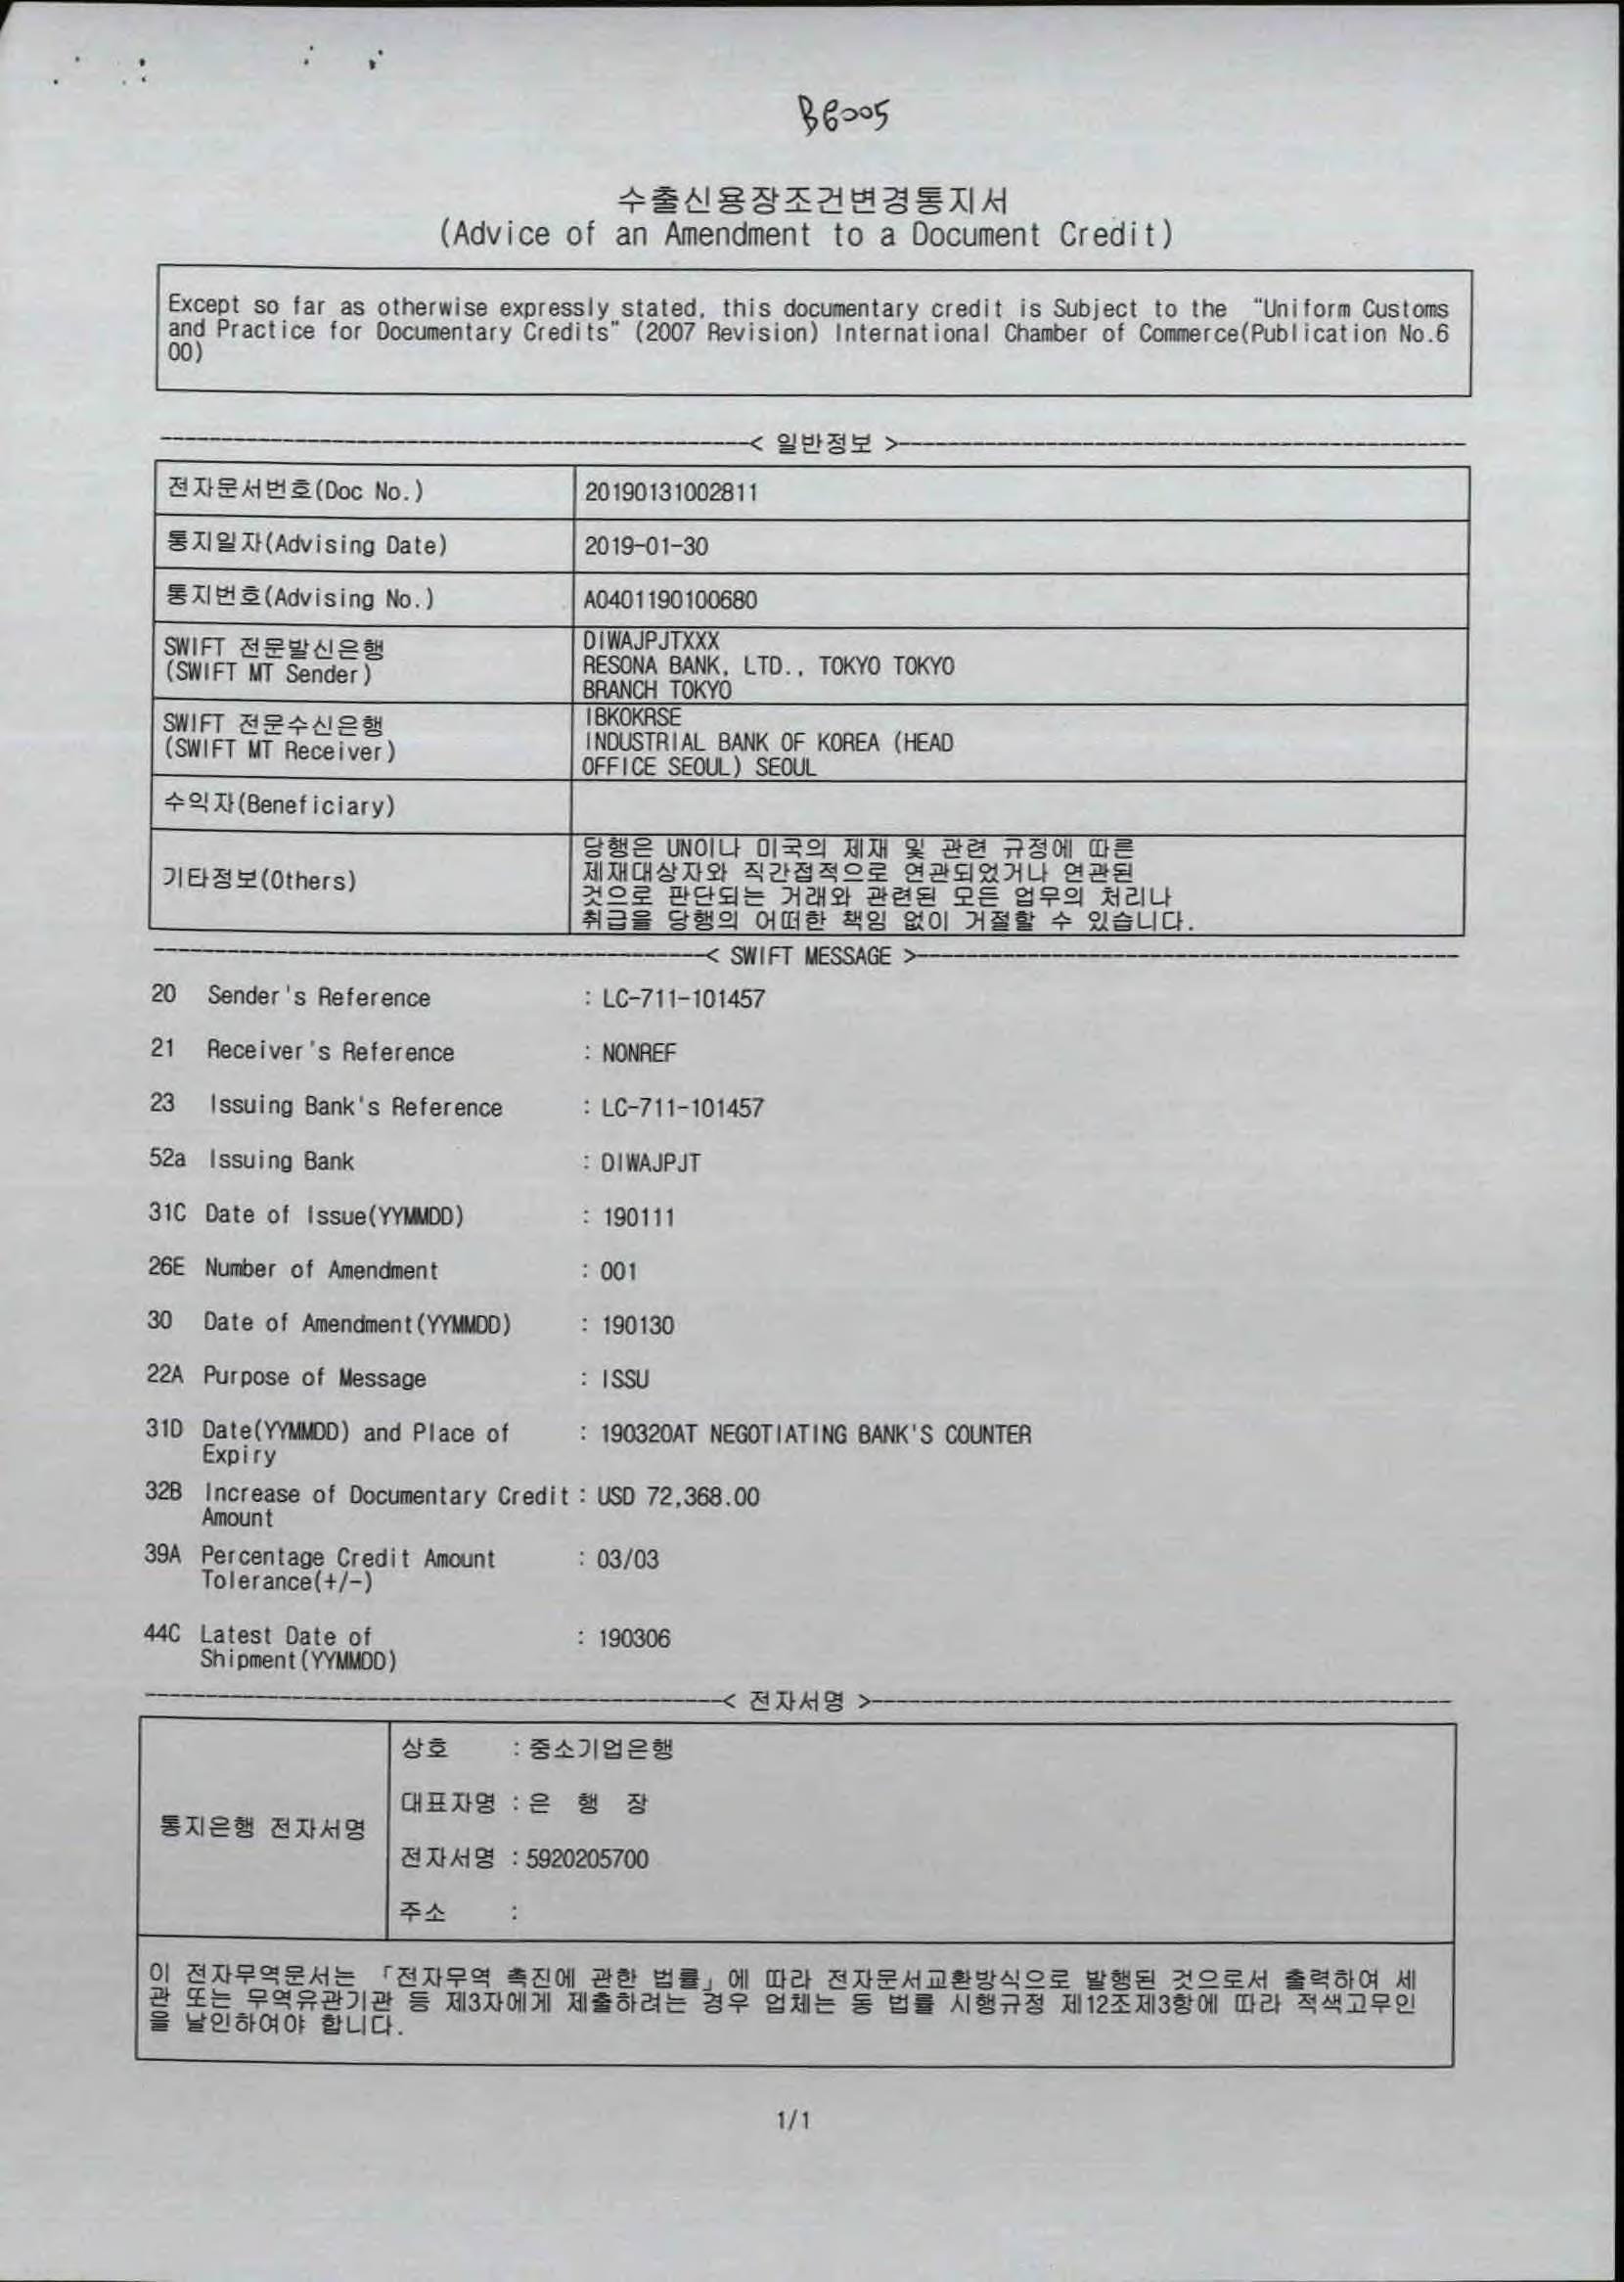 B6005
수출신용장조건변경통지서
(Advice of an Amendment to a Document Credit)
Except so far as otherwise expressly stated, this documentary credit is Subject to the "Uniform Customs
and Practice for Documentary Credits" (2007 Revision) International Chamber of Commerce(Publication No.6
00)
< 일반정보 >
전자문서번호(Doc No.) 20190131002811
통지일자(Advising Date) 2019-01-30
통지번호(Advising No.) A0401190100680
SWIFT 전문발신은행
(SWIFT MT Sender)
DIWAJPJTXXX
RESONA BANK, LTD., TOKYO TOKYO
BRANCH TOKYO
SWIFT 전문수신은행
(SWIFT MT Receiver)
IBKOKRSE
INDUSTRIAL BANK OF KOREA (HEAD
OFFICE SEOUL) SEOUL
수익자(Beneficiary)
기타정보(Others)
당행은 UN이나 미국의 제재 및 관련 규정에 따른
제재대상자와 직간접적으로 연관되었거나 연관된
것으로 판단되는 거래와 관련된 모든 업무의 처리나
취급을 당행의 어떠한 책임 없이 거절할 수 있습니다.
< SWIFT MESSAGE >
20 Sender's Reference : LC-711-101457
21 Receiver's Reference : NONREF
23 Issuing Bank's Reference : LC-711-101457
52a Issuing Bank : DIWAJPJT
31C Date of Issue(YYMMDD) : 190111
26E Number of Amendment : 001
30 Date of Amendment(YYMMDD) : 190130
22A Purpose of Message : ISSU
31D Date(YYMMDD) and Place of : 190320AT NEGOTIATING BANK'S COUNTER
Expiry
32B Increase of Documentary Credit : USD 72,368.00
Amount
39A Percentage Credit Amount : 03/03
Tolerance(+/-)
44C Latest Date of : 190306
Shipment(YYMMDD)
< 전자서명 >
통지은행 전자서명
상호 : 중소기업은행
대표자명 : 은 행 장
전자서명 : 5920205700
주소 :
이 전자무역문서는 「전자무역 촉진에 관한 법률」에 따라 전자문서교환방식으로 발행된 것으로서 출력하여 세
관 또는 무역유관기관 등 제3자에게 제출하려는 경우 업체는 동 법률 시행규정 제12조제3항에 따라 적색고무인
을 날인하여야 합니다.
1/1